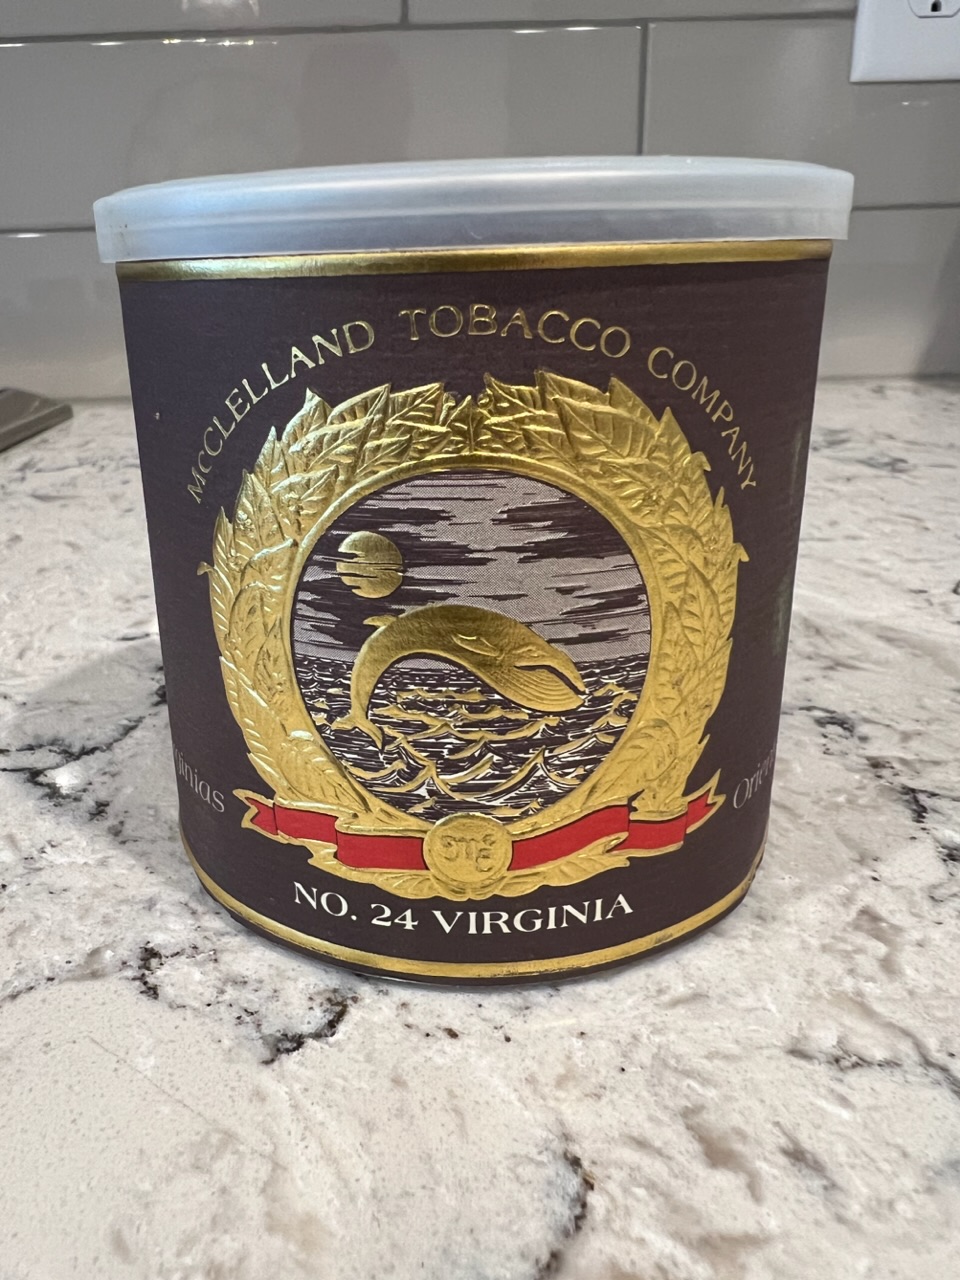 McCLELLAND TOBACCO COMPANY
NO. 24 VIRGINIA